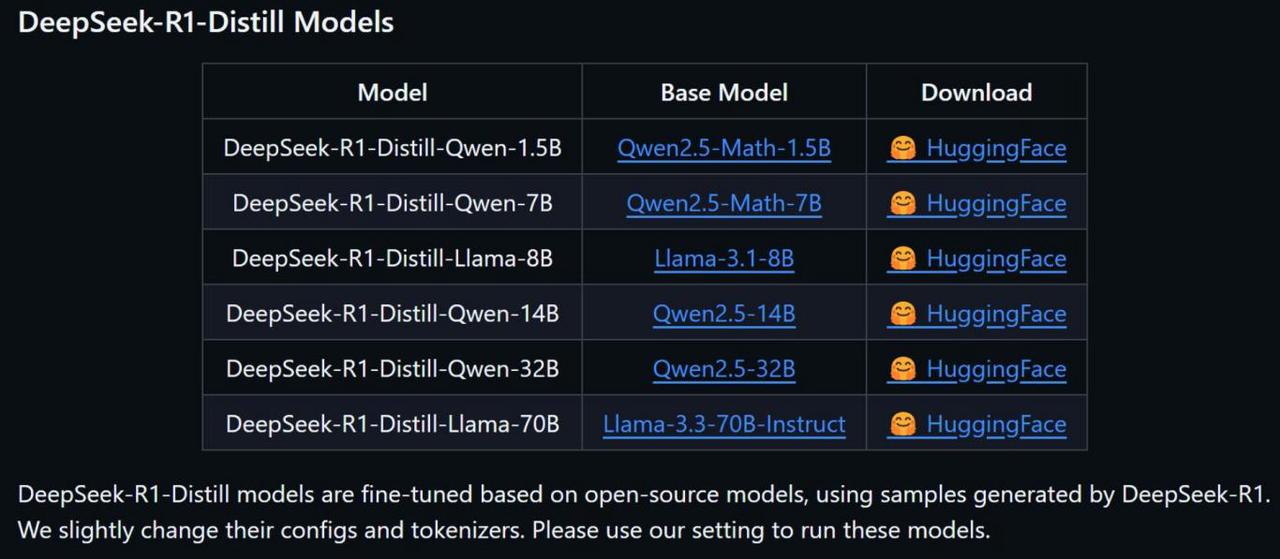 DeepSeek-R1-Distill Models
Model Base Model Download
DeepSeek-R1-Distill-Qwen-1.5B Qwen2.5-Math-1.5B 🤗 HuggingFace
DeepSeek-R1-Distill-Qwen-7B Qwen2.5-Math-7B 🤗 HuggingFace
DeepSeek-R1-Distill-Llama-8B Llama-3.1-8B 🤗 HuggingFace
DeepSeek-R1-Distill-Qwen-14B Qwen2.5-14B 🤗 HuggingFace
DeepSeek-R1-Distill-Qwen-32B Qwen2.5-32B 🤗 HuggingFace
DeepSeek-R1-Distill-Llama-70B Llama-3.3-70B-Instruct 🤗 HuggingFace
DeepSeek-R1-Distill models are fine-tuned based on open-source models, using samples generated by DeepSeek-R1.
We slightly change their configs and tokenizers. Please use our setting to run these models.